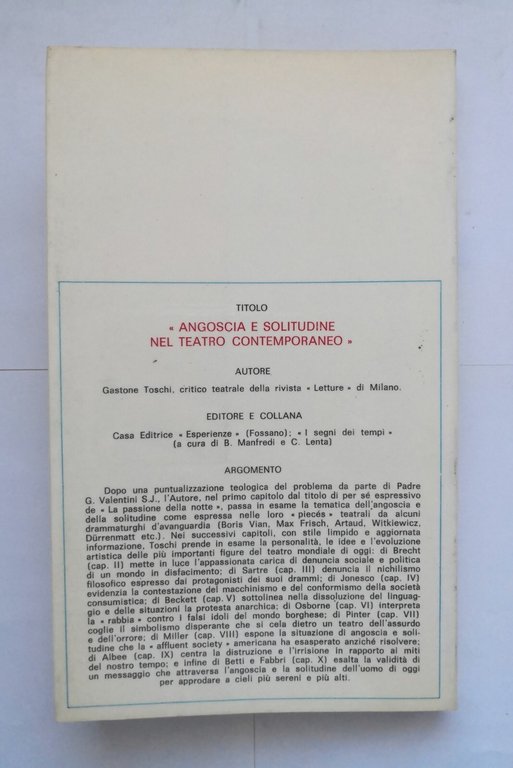 TITOLO
« ANGOSCIA E SOLITUDINE
NEL TEATRO CONTEMPORANEO »
AUTORE
Gastone Toschi, critico teatrale della rivista « Letture » di Milano.
EDITORE E COLLANA
Casa Editrice « Esperienze » (Fossano); « I segni dei tempi »
(a cura di B. Manfredi e C. Lenta)
ARGOMENTO
Dopo una puntualizzazione teologica del problema da parte di Padre
G. Valentini S.J., l'Autore, nel primo capitolo dal titolo di per sé espressivo
de « La passione della notte », passa in esame la tematica dell'angoscia e
della solitudine come espressa nelle loro « piecés » teatrali da alcuni
drammaturghi d'avanguardia (Boris Vian, Max Frisch, Artaud, Witkiewicz,
Dürrenmatt etc.). Nei successivi capitoli, con stile limpido e aggiornata
informazione, Toschi prende in esame la personalità, le idee e l'evoluzione
artistica delle più importanti figure del teatro mondiale di oggi: di Brecht
(cap. II) mette in luce l'appassionata carica di denuncia sociale e politica
di un mondo in disfacimento; di Sartre (cap. III) denuncia il nichilismo
filosofico espresso dai protagonisti dei suoi drammi; di Jonesco (cap. IV)
evidenzia la contestazione del macchinismo e del conformismo della società
consumistica; di Beckett (cap. V) sottolinea nella dissoluzione del linguag-
gio e delle situazioni la protesta anarchica; di Osborne (cap. VI) interpreta
la « rabbia » contro i falsi idoli del mondo borghese; di Pinter (cap. VII)
coglie il simbolismo disperante che si cela dietro un teatro dell'assurdo
e dell'orrore; di Miller (cap. VIII) espone la situazione di angoscia e soli-
tudine che la « affluent society » americana ha esasperato anziché risolvere;
di Albee (cap. IX) centra la distruzione e l'irrisione in rapporto ai miti
del nostro tempo; e infine di Betti e Fabbri (cap. X) esalta la validità di
un messaggio che attraverso l'angoscia e la solitudine dell'uomo di oggi
per approdare a cieli più sereni e più alti.